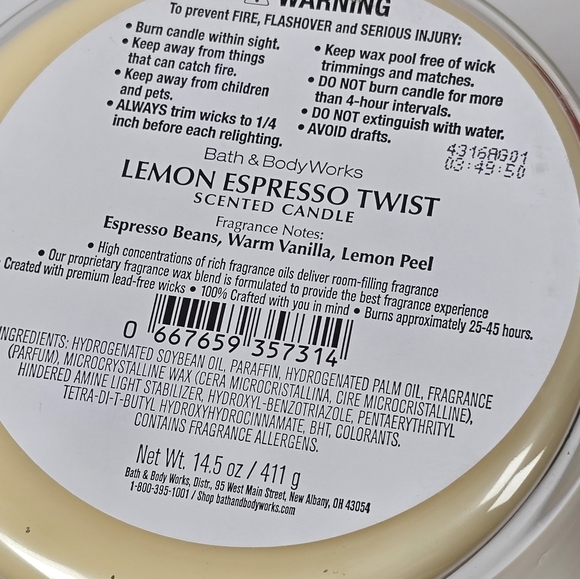 WARNING
To prevent FIRE, FLASHOVER and SERIOUS INJURY:
• Burn candle within sight.
• Keep away from things
that can catch fire.
• Keep away from children
and pets.
• ALWAYS trim wicks to 1/4
inch before each relighting.
• Keep wax pool free of wick
trimmings and matches.
• DO NOT burn candle for more
than 4-hour intervals.
• DO NOT extinguish with water.
• AVOID drafts.
4316AG01
03:49:50
Bath & Body Works
LEMON ESPRESSO TWIST
SCENTED CANDLE
Fragrance Notes:
Espresso Beans, Warm Vanilla, Lemon Peel
• High concentrations of rich fragrance oils deliver room-filling fragrance
• Our proprietary fragrance wax blend is formulated to provide the best fragrance experience
Created with premium lead-free wicks • 100% Crafted with you in mind • Burns approximately 25-45 hours.
0 667659 357314
INGREDIENTS: HYDROGENATED SOYBEAN OIL, PARAFFIN, HYDROGENATED PALM OIL, FRAGRANCE
(PARFUM), MICROCRYSTALLINE WAX (CERA MICROCRISTALLINA, CIRE MICROCRISTALLINE),
HINDERED AMINE LIGHT STABILIZER, HYDROXYL-BENZOTRIAZOLE, PENTAERYTHRITYL
TETRA-DI-T-BUTYL HYDROXYHYDROCINNAMATE, BHT, COLORANTS.
CONTAINS FRAGRANCE ALLERGENS.
Net Wt. 14.5 oz / 411 g
Bath & Body Works, Distr., 95 West Main Street, New Albany, OH 43054
1-800-395-1001 / Shop bathandbodyworks.com